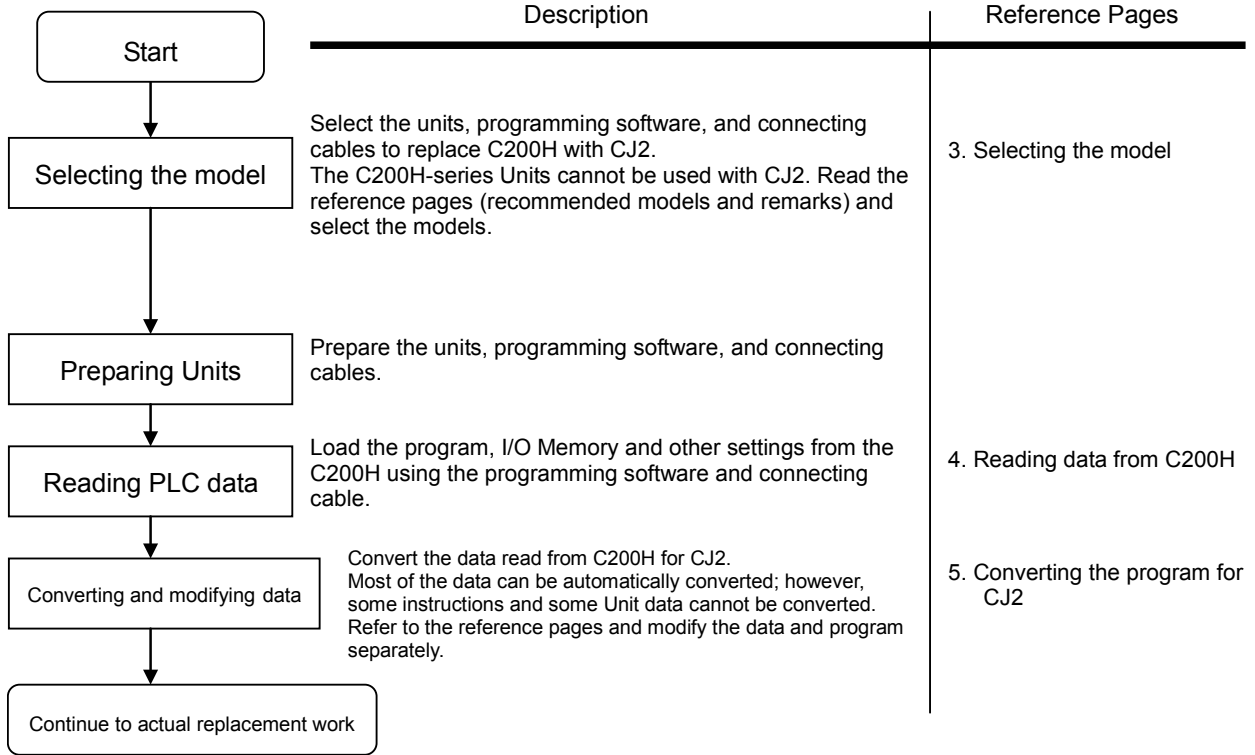 Description
Reference Pages
Start
Selecting the model
Select the units, programming software, and connecting
cables to replace C200H with CJ2.
The C200H-series Units cannot be used with CJ2. Read the
reference pages (recommended models and remarks) and
select the models.
3. Selecting the model
Preparing Units
Prepare the units, programming software, and connecting
cables.
Reading PLC data
Load the program, I/O Memory and other settings from the
C200H using the programming software and connecting
cable.
4. Reading data from C200H
Converting and modifying data
Convert the data read from C200H for CJ2.
Most of the data can be automatically converted; however,
some instructions and some Unit data cannot be converted.
Refer to the reference pages and modify the data and program
separately.
5. Converting the program for
CJ2
Continue to actual replacement work